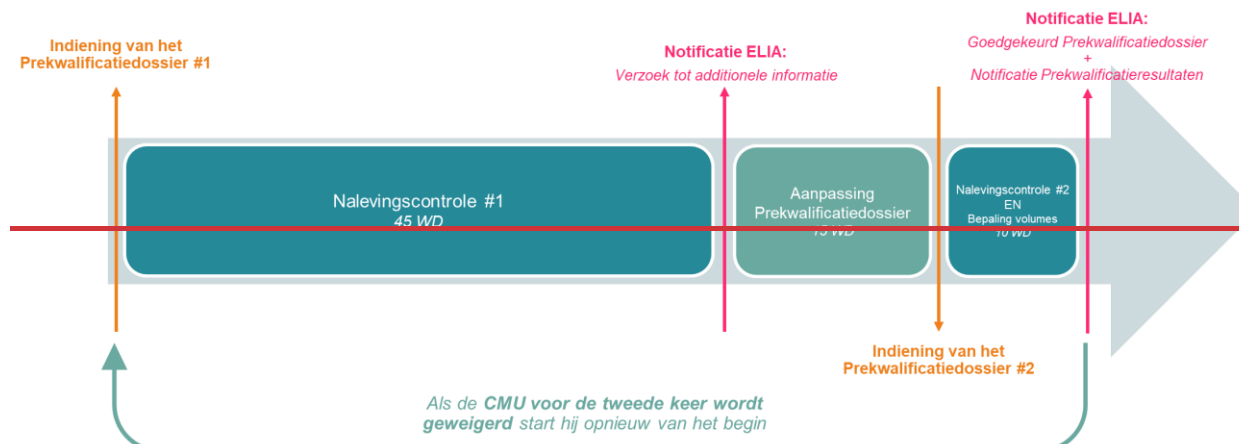 Indiening van het
Prekwalificatiedossier #1
Notificatie ELIA:
Verzoek tot additionele informatie
Notificatie ELIA:
Goedgekeurd Prekwalificatiedossier
+
Notificatie Prekwalificatieresultaten
Nalevingscontrole #1
45 WD
Aanpassing
Prekwalificatiedossier
15 WD
Nalevingscontrole #2
EN
Bepaling volumes
10 WD
Indiening van het
Prekwalificatiedossier #2
Als de CMU voor de tweede keer wordt
geweigerd start hij opnieuw van het begin